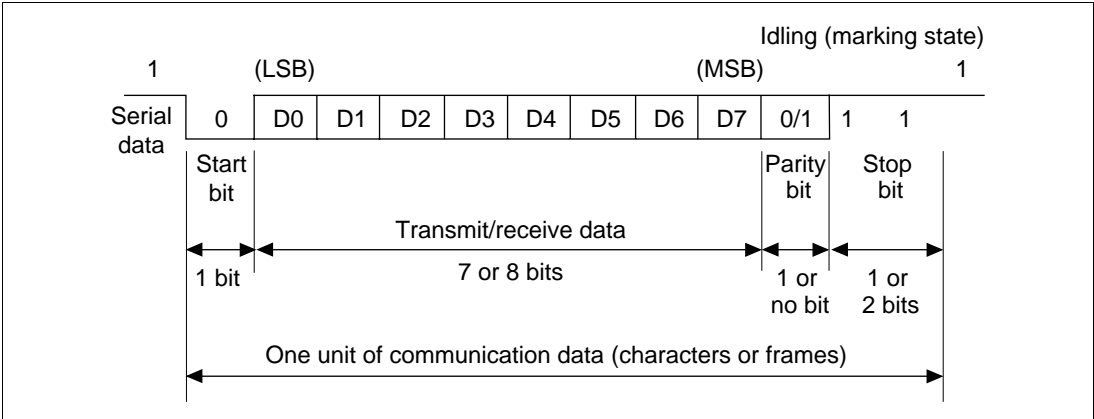 Idling (marking state)
1 (LSB) (MSB) 1
Serial data 0 D0 D1 D2 D3 D4 D5 D6 D7 0/1 1 1
Start bit
Parity bit
Stop bit
Transmit/receive data
1 bit
7 or 8 bits
1 or no bit
1 or 2 bits
One unit of communication data (characters or frames)